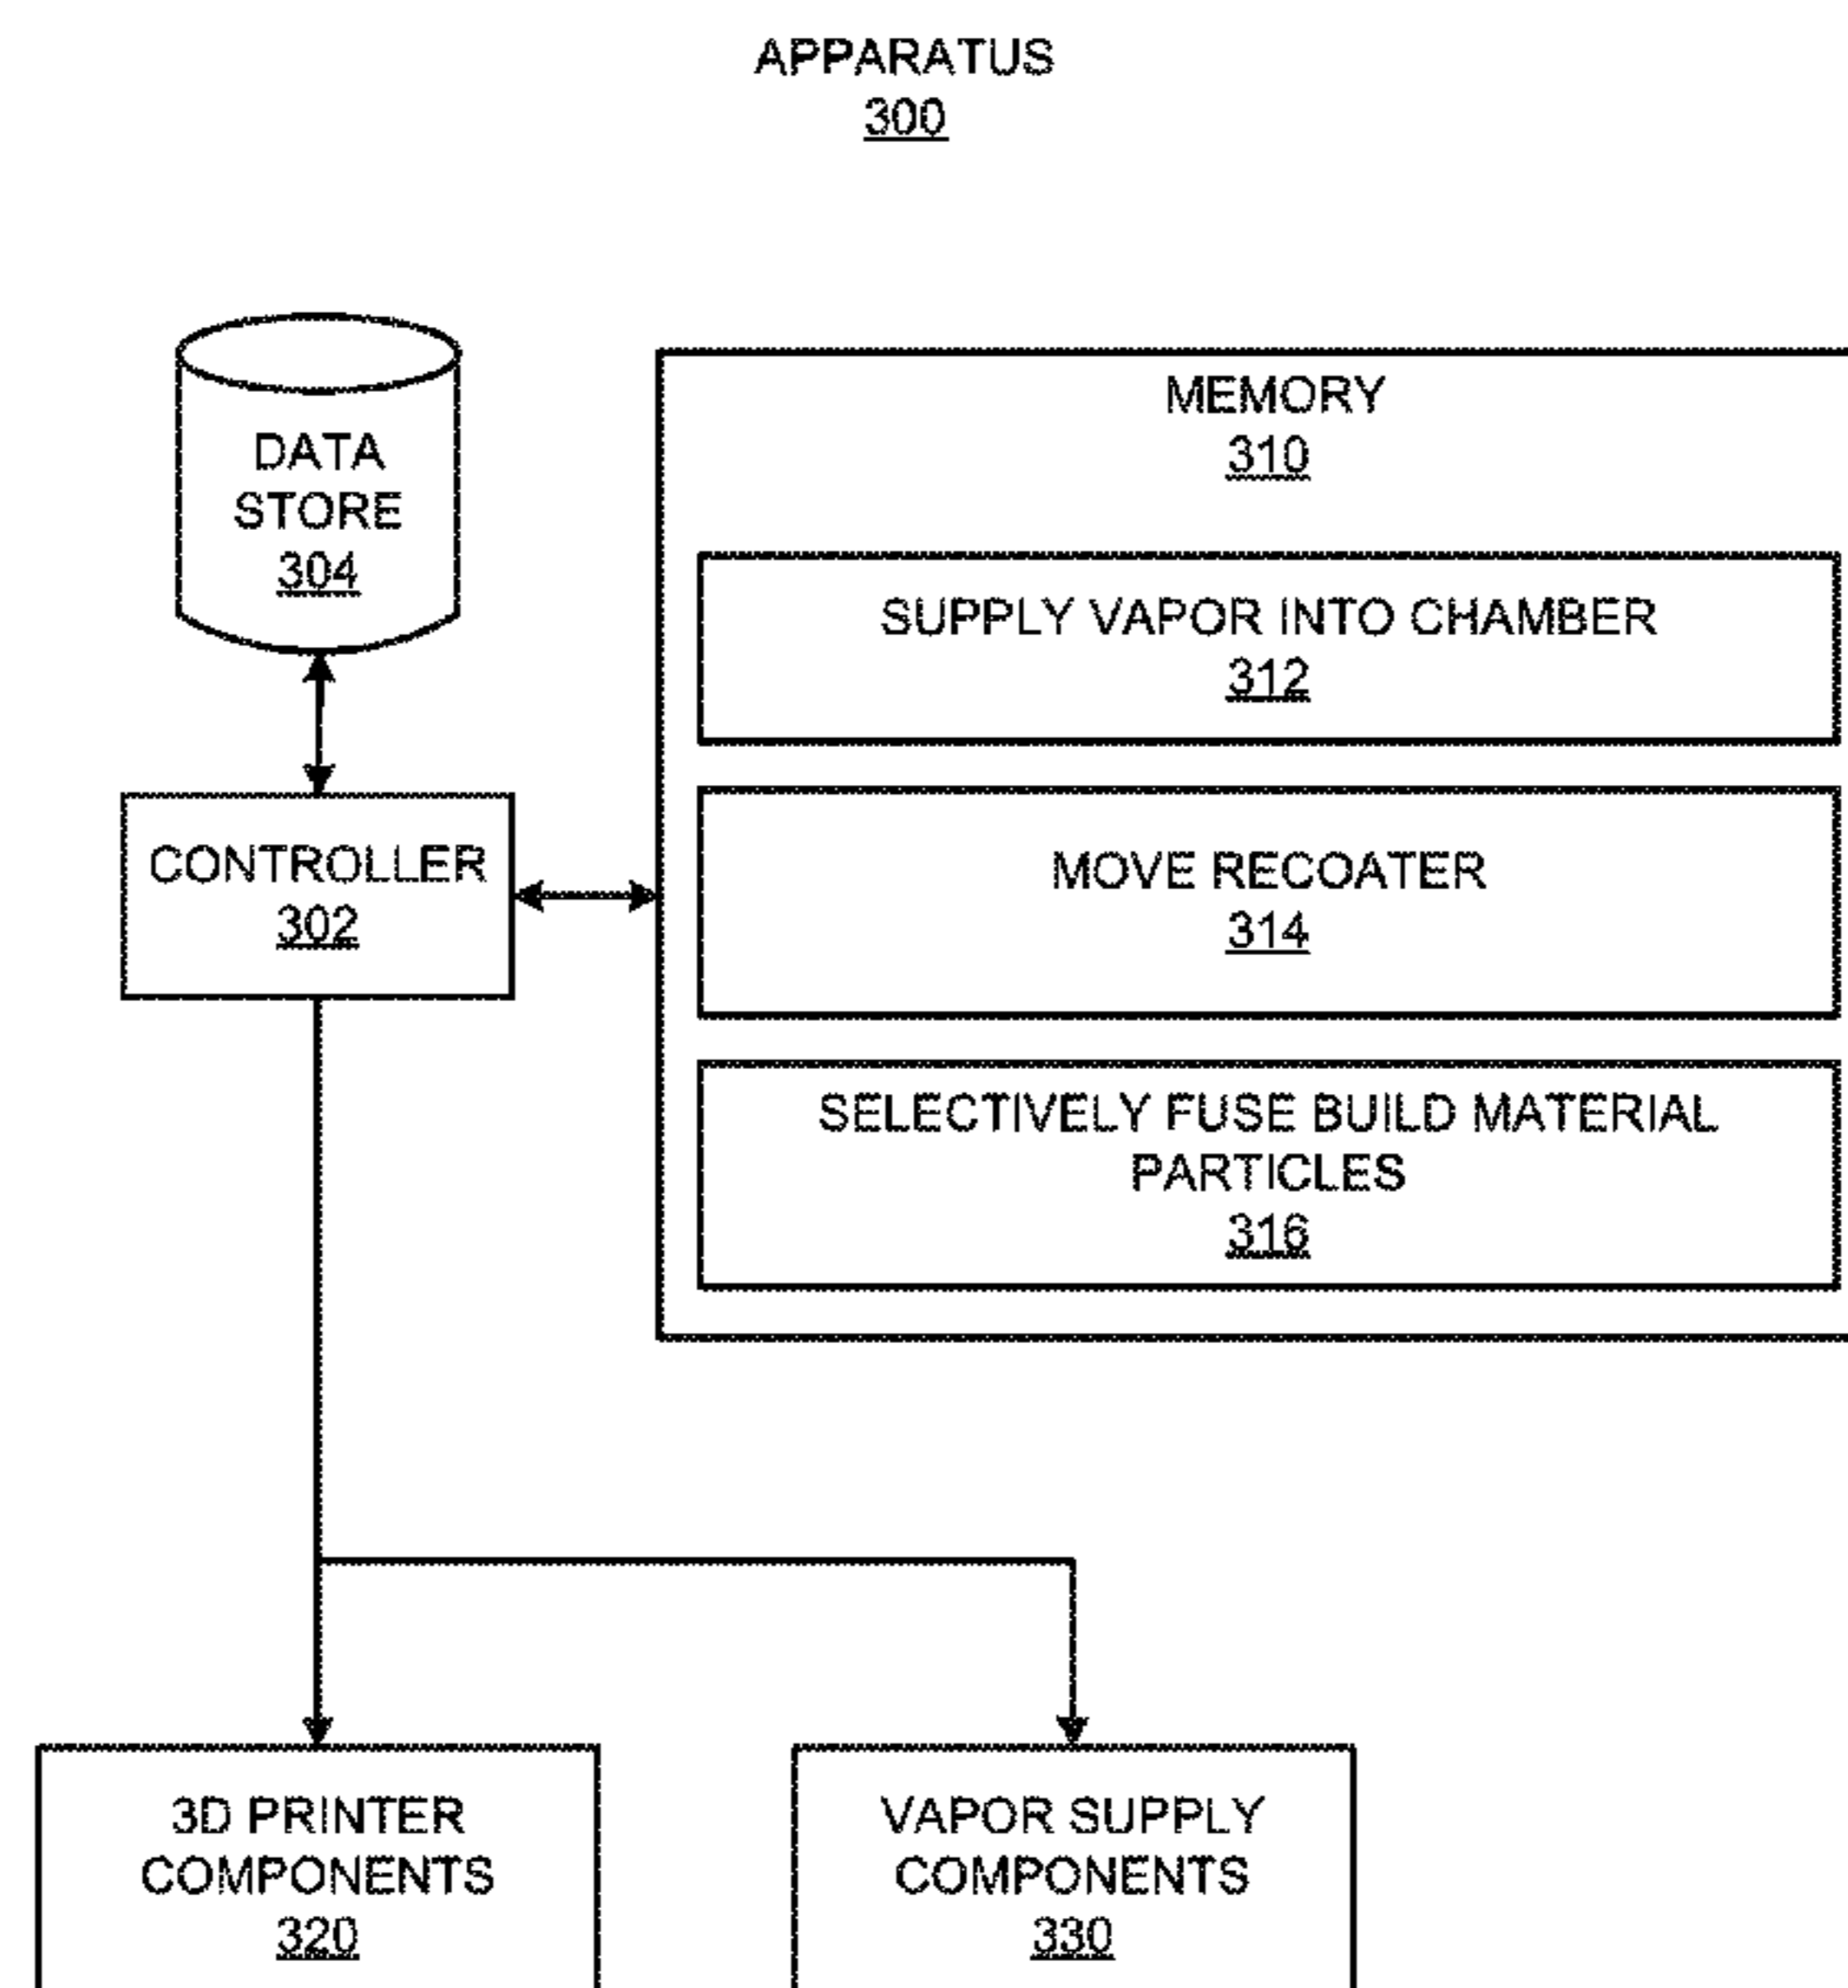 APPARATUS
300
DATA
STORE
304
MEMORY
310
SUPPLY VAPOR INTO CHAMBER
312
CONTROLLER
302
MOVE RECOATER
314
SELECTIVELY FUSE BUILD MATERIAL
PARTICLES
316
3D PRINTER
COMPONENTS
320
VAPOR SUPPLY
COMPONENTS
330